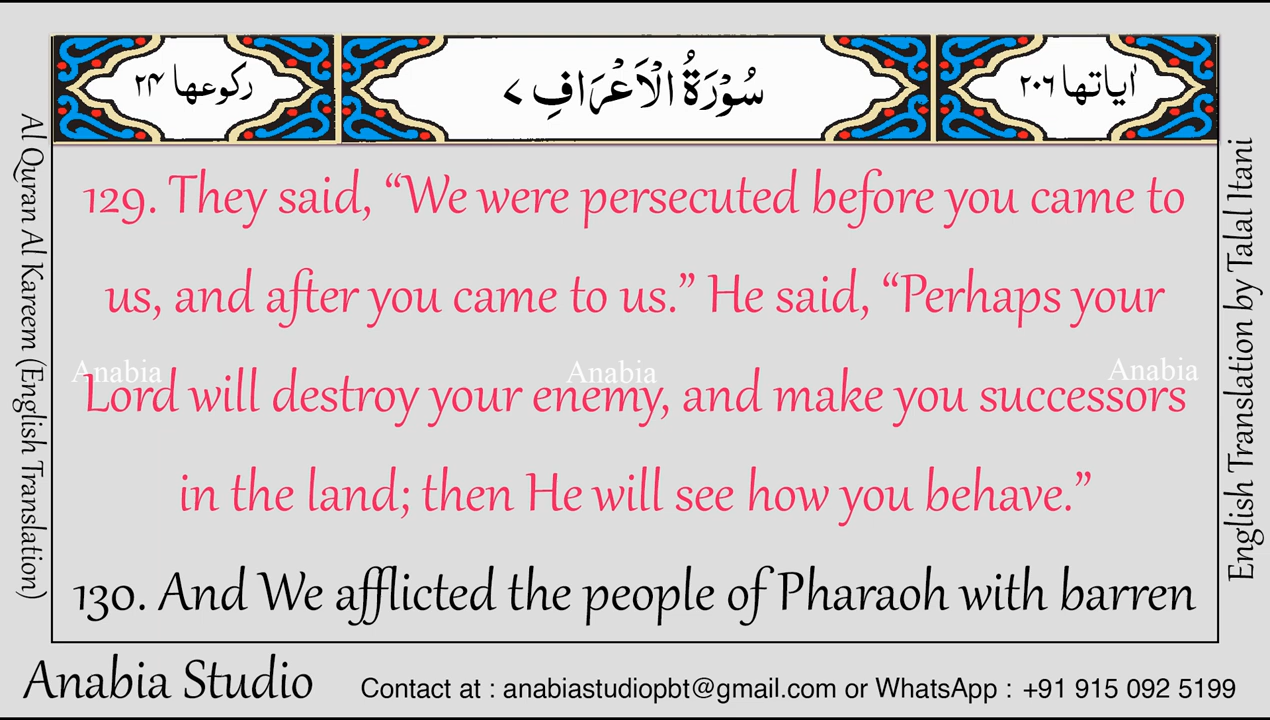 رکوعها ۲۴
سُوْرَةُ الْاَعْرَافِ ۷
اٰیاتها ۲۰۶
Al Quran Al Kareem (English Translation)
129. They said, “We were persecuted before you came to
us, and after you came to us.” He said, “Perhaps your
Anabia Anabia Anabia
Lord will destroy your enemy, and make you successors
in the land; then He will see how you behave.”
130. And We afflicted the people of Pharaoh with barren
English Translation by Talal Itani
Anabia Studio
Contact at : anabiastudiopbt@gmail.com or WhatsApp : +91 915 092 5199